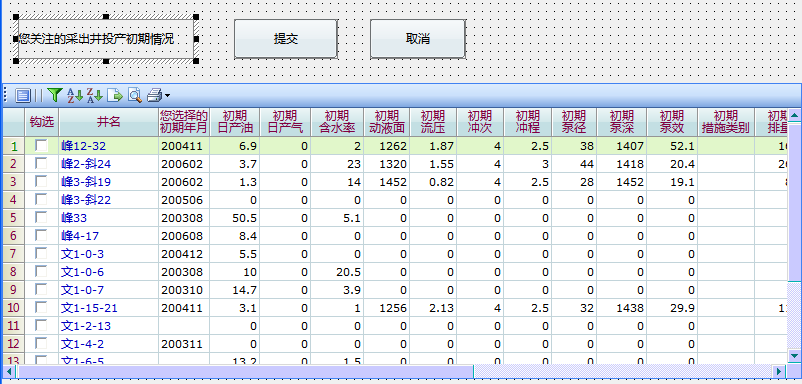 您关注的采出井投产初期情况 提交 取消
钩选 井名 您选择的初期年月 初期日产油 初期日产气 初期含水率 初期动液面 初期流压 初期冲次 初期冲程 初期泵径 初期泵深 初期泵效 初期措施类别 初期
1 峰12-32 200411 6.9 0 2 1262 1.87 4 2.5 38 1407 52.1
2 峰2-斜24 200602 3.7 0 23 1320 1.55 4 3 44 1418 20.4
3 峰3-斜19 200602 1.3 0 14 1452 0.82 4 2.5 28 1452 19.1
4 峰3-斜22 200506 0 0 0 0 0 0 0 0 0 0
5 峰33 200308 50.5 0 5.1 0 0 0 0 0 0 0
6 峰4-17 200608 8.4 0 0 0 0 0 0 0 0 0
7 文1-0-3 200412 5.5 0 0 0 0 0 0 0 0 0
8 文1-0-6 200308 10 0 20.5 0 0 0 0 0 0 0
9 文1-0-7 200310 14.7 0 3.9 0 0 0 0 0 0 0
10 文1-15-21 200411 3.1 0 1 1256 2.13 4 2.5 32 1438 29.9
11 文1-2-13 0 0 0 0 0 0 0 0 0 0
12 文1-4-2 200311 0 0 0 0 0 0 0 0 0 0
13 文1-6-5 13.2 0 1.5 0 0 0 0 0 0 0